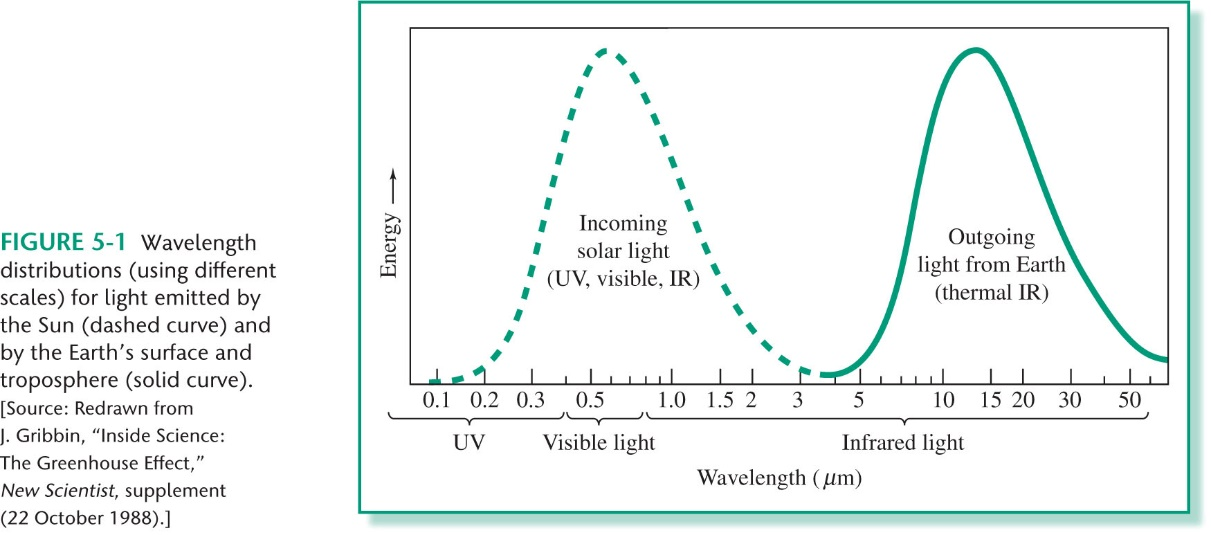 FIGURE 5-1 Wavelength
distributions (using different
scales) for light emitted by
the Sun (dashed curve) and
by the Earth’s surface and
troposphere (solid curve).
[Source: Redrawn from
J. Gribbin, “Inside Science:
The Greenhouse Effect,”
New Scientist, supplement
(22 October 1988).]
Energy
Incoming
solar light
(UV, visible, IR)
Outgoing
light from Earth
(thermal IR)
0.1 0.2 0.3 0.5 1.0 1.5 2 3 5 10 15 20 30 50
UV Visible light Infrared light
Wavelength (μm)